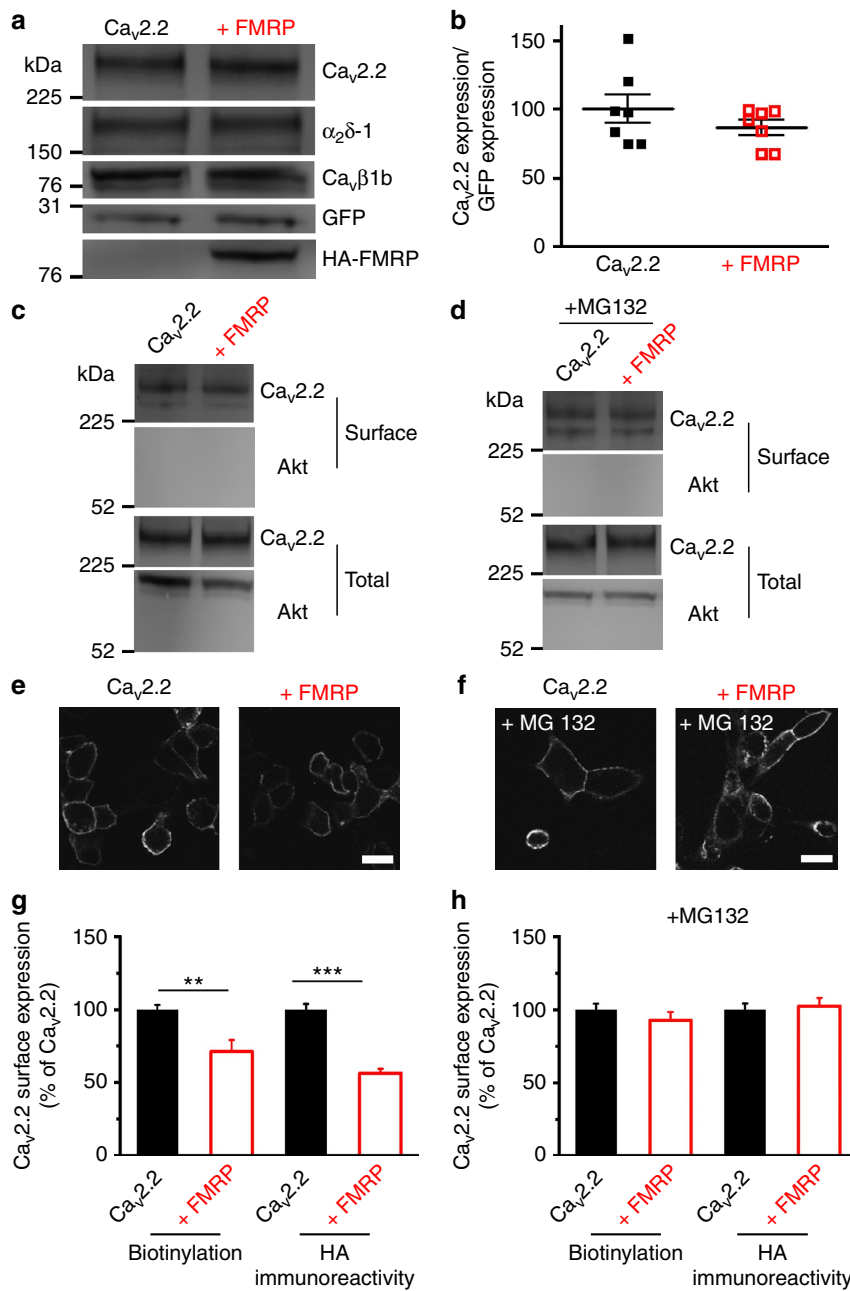 a
Cav2.2
+ FMRP
kDa
225
150
76
31
76
Cav2.2
α2δ-1
Cavβ1b
GFP
HA-FMRP
b
Cav2.2 expression/
GFP expression
150
100
50
0
Cav2.2
+ FMRP
c
Cav2.2
+ FMRP
kDa
225
52
225
52
Cav2.2
Akt
Surface
Cav2.2
Akt
Total
d
+MG132
Cav2.2
+ FMRP
kDa
225
52
225
52
Cav2.2
Akt
Surface
Cav2.2
Akt
Total
e
Cav2.2
+ FMRP
f
Cav2.2
+ FMRP
+ MG 132
+ MG 132
g
Cav2.2 surface expression
(% of Cav2.2)
150
100
50
0
**
***
Cav2.2
+ FMRP
Cav2.2
+ FMRP
Biotinylation
HA
immunoreactivity
h
+MG132
Cav2.2 surface expression
(% of Cav2.2)
150
100
50
0
Cav2.2
+ FMRP
Cav2.2
+ FMRP
Biotinylation
HA
immunoreactivity